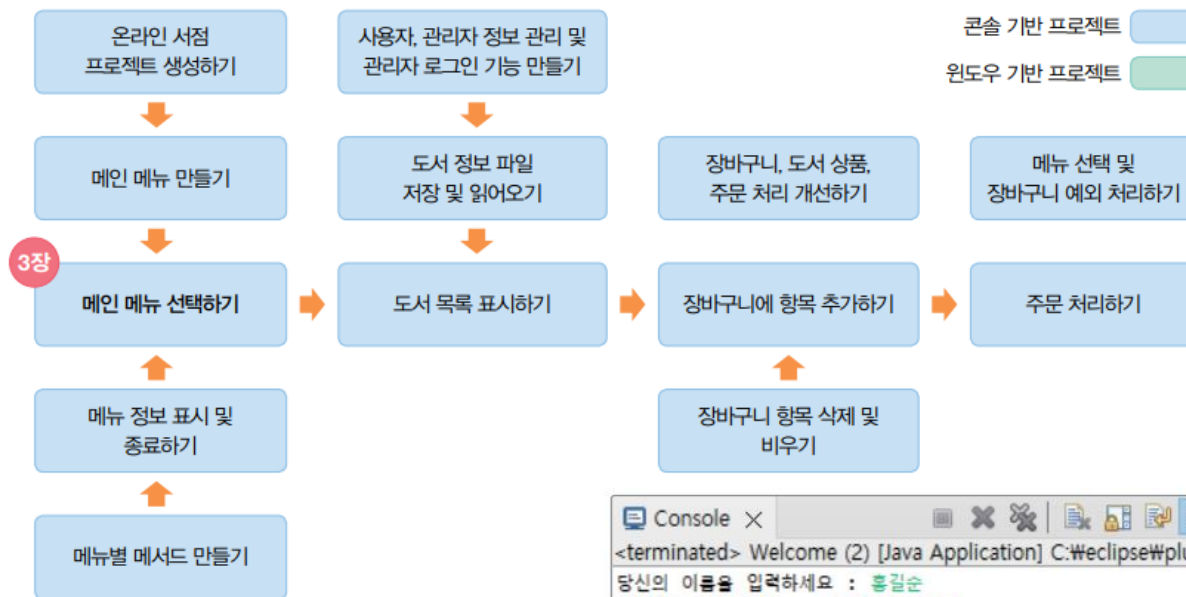 온라인 서점
프로젝트 생성하기
사용자, 관리자 정보 관리 및
관리자 로그인 기능 만들기
콘솔 기반 프로젝트
윈도우 기반 프로젝트
메인 메뉴 만들기
도서 정보 파일
저장 및 읽어오기
장바구니, 도서 상품,
주문 처리 개선하기
메뉴 선택 및
장바구니 예외 처리하기
3장
메인 메뉴 선택하기
도서 목록 표시하기
장바구니에 항목 추가하기
주문 처리하기
메뉴 정보 표시 및
종료하기
장바구니 항목 삭제 및
비우기
메뉴별 메서드 만들기
Console
<terminated> Welcome (2) [Java Application] C:₩eclipse₩plu
당신의 이름을 입력하세요 : 홍길순